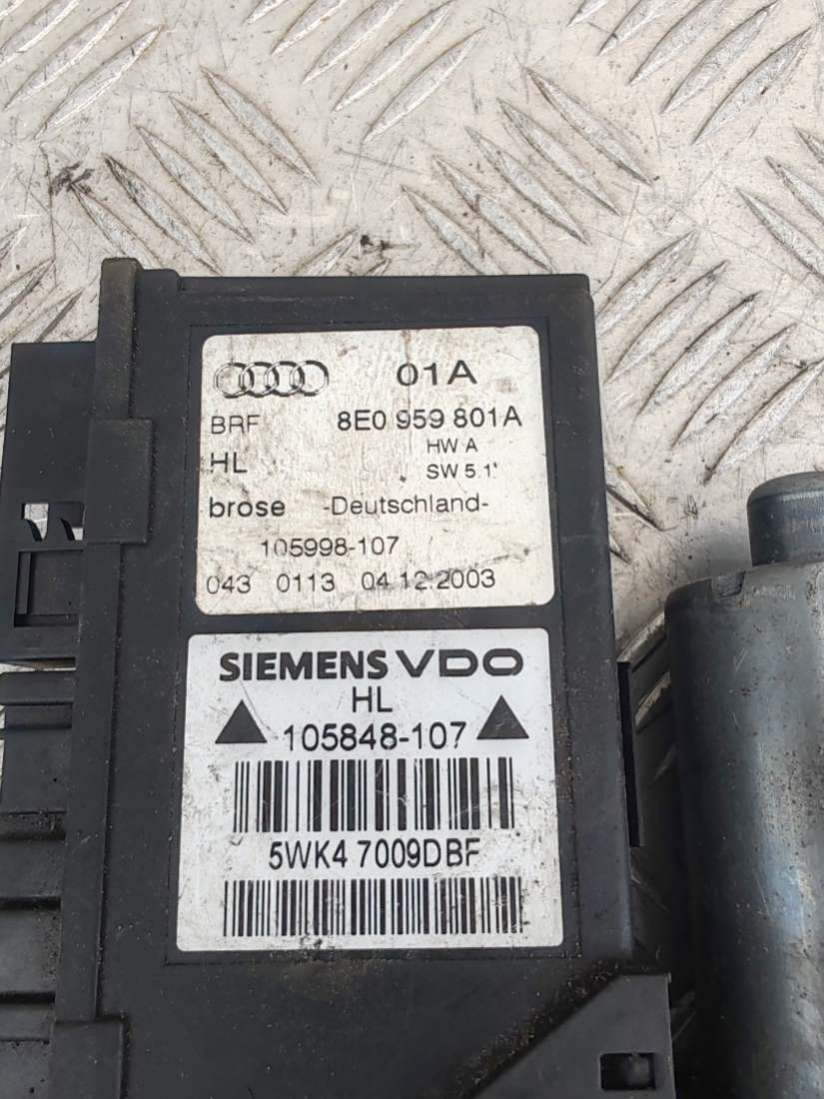 01A
BRF 8E0 959 801A
HL HW A
SW 5.1
brose -Deutschland-
105998-107
043 0113 04.12.2003
SIEMENS VDO
HL
105848-107
5WK4 7009DBF